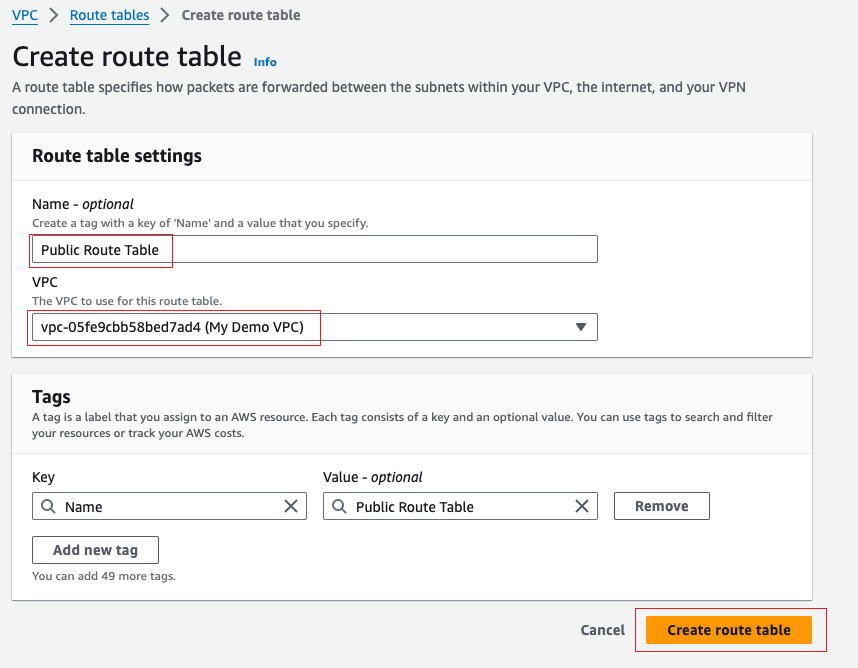 VPC > Route tables > Create route table
Create route table Info
A route table specifies how packets are forwarded between the subnets within your VPC, the internet, and your VPN
connection.
Route table settings
Name - optional
Create a tag with a key of 'Name' and a value that you specify.
Public Route Table
VPC
The VPC to use for this route table.
vpc-05fe9cbb58bed7ad4 (My Demo VPC)
Tags
A tag is a label that you assign to an AWS resource. Each tag consists of a key and an optional value. You can use tags to search and filter
your resources or track your AWS costs.
Key Value - optional
Name Public Route Table Remove
Add new tag
You can add 49 more tags.
Cancel Create route table